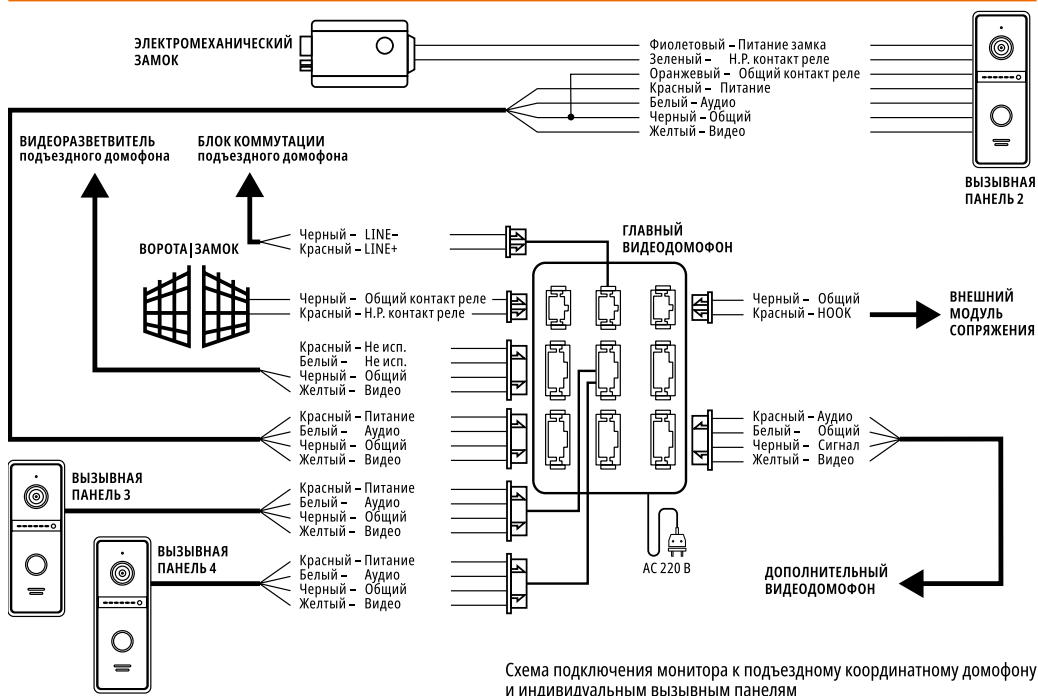 ЭЛЕКТРОМЕХАНИЧЕСКИЙ
ЗАМОК
Фиолетовый – Питание замка
Зеленый – Н.Р. контакт реле
Оранжевый – Общий контакт реле
Красный – Питание
Белый – Аудио
Черный – Общий
Желтый – Видео
ВЫЗЫВНАЯ
ПАНЕЛЬ 2
ВИДЕОРАЗВЕТВИТЕЛЬ
подъездного домофона
БЛОК КОММУТАЦИИ
подъездного домофона
Черный – LINE–
Красный – LINE+
ГЛАВНЫЙ
ВИДЕОДОМОФОН
ВОРОТА|ЗАМОК
Черный – Общий контакт реле
Красный – Н.Р. контакт реле
Черный – Общий
Красный – HOOK
ВНЕШНИЙ
МОДУЛЬ
СОПРЯЖЕНИЯ
Красный – Не исп.
Белый – Не исп.
Черный – Общий
Желтый – Видео
Красный – Питание
Белый – Аудио
Черный – Общий
Желтый – Видео
Красный – Аудио
Белый – Общий
Черный – Сигнал
Желтый – Видео
ВЫЗЫВНАЯ
ПАНЕЛЬ 3
Красный – Питание
Белый – Аудио
Черный – Общий
Желтый – Видео
ВЫЗЫВНАЯ
ПАНЕЛЬ 4
Красный – Питание
Белый – Аудио
Черный – Общий
Желтый – Видео
AC 220 В
ДОПОЛНИТЕЛЬНЫЙ
ВИДЕОДОМОФОН
Схема подключения монитора к подъездному координатному домофону
и индивидуальным вызывным панелям